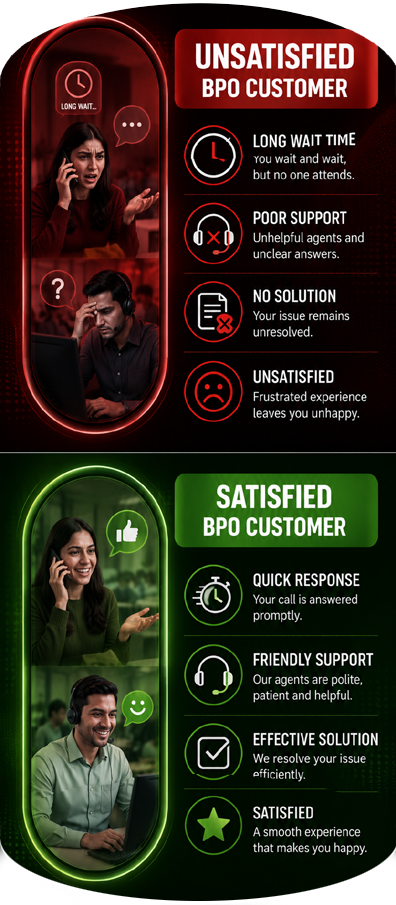 LONG WAIT...
?
UNSATISFIED
BPO CUSTOMER
LONG WAIT TIME
You wait and wait,
but no one attends.
POOR SUPPORT
Unhelpful agents and
unclear answers.
NO SOLUTION
Your issue remains
unresolved.
UNSATISFIED
Frustrated experience
leaves you unhappy.
SATISFIED
BPO CUSTOMER
QUICK RESPONSE
Your call is answered
promptly.
FRIENDLY SUPPORT
Our agents are polite,
patient and helpful.
EFFECTIVE SOLUTION
We resolve your issue
efficiently.
SATISFIED
A smooth experience
that makes you happy.